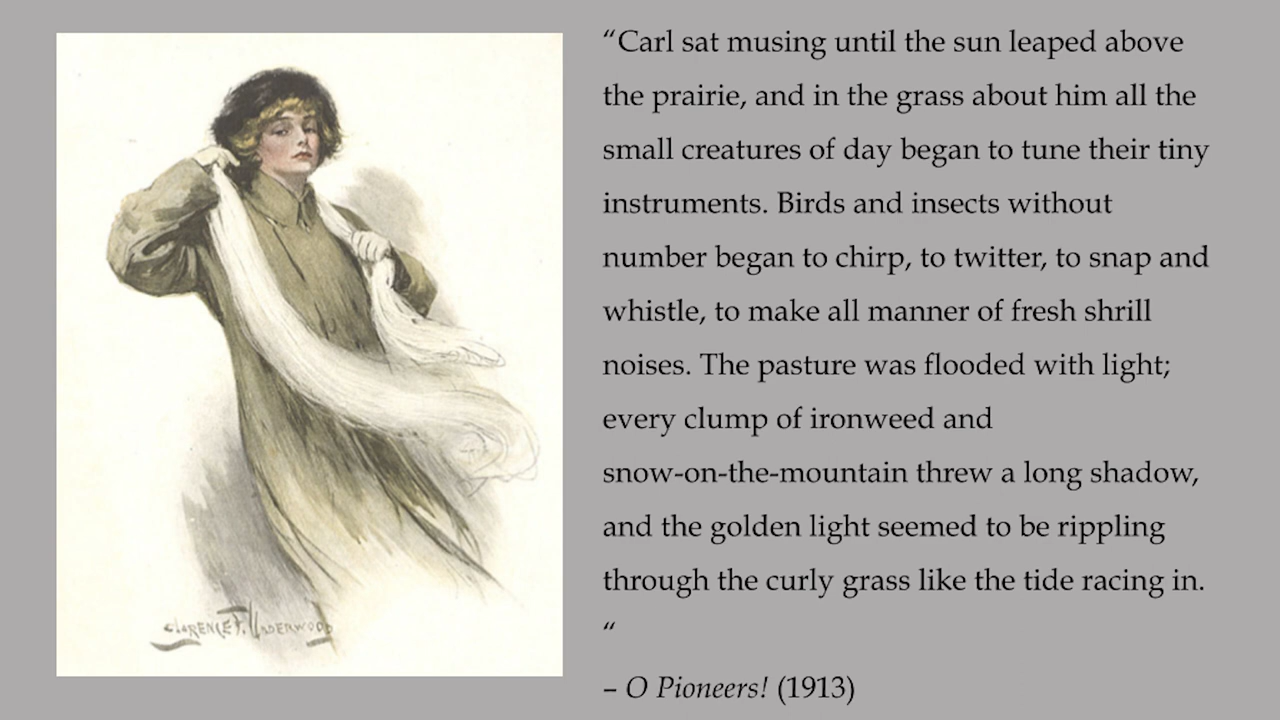 “Carl sat musing until the sun leaped above
the prairie, and in the grass about him all the
small creatures of day began to tune their tiny
instruments. Birds and insects without
number began to chirp, to twitter, to snap and
whistle, to make all manner of fresh shrill
noises. The pasture was flooded with light;
every clump of ironweed and
snow-on-the-mountain threw a long shadow,
and the golden light seemed to be rippling
through the curly grass like the tide racing in.
“
– O Pioneers! (1913)
CLARENCE F. UNDERWOOD